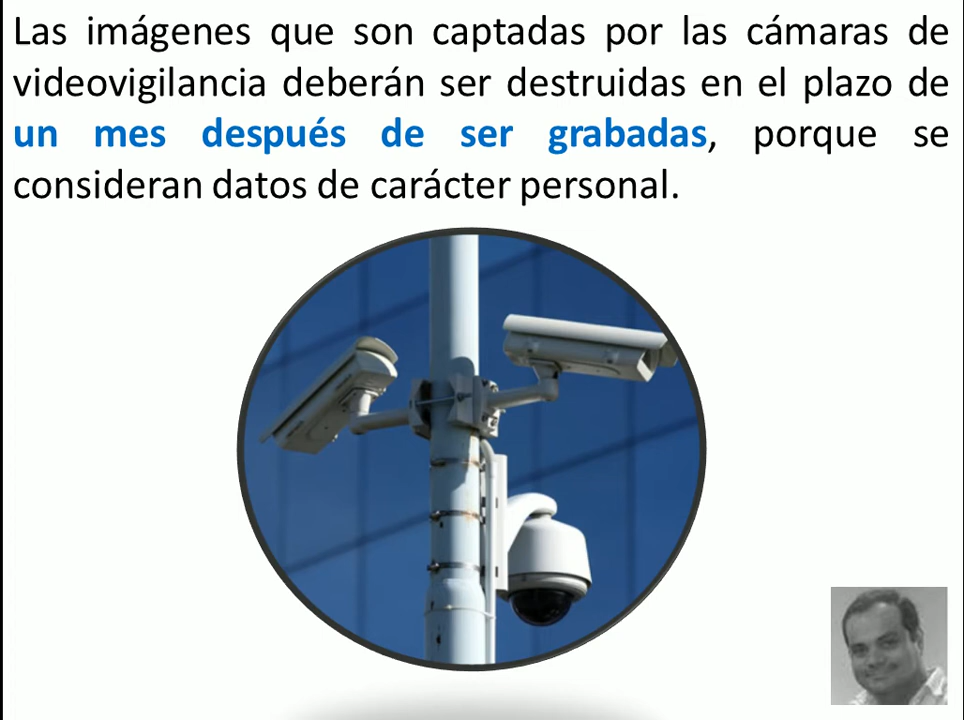 Las imágenes que son captadas por las cámaras de
videovigilancia deberán ser destruidas en el plazo de
un mes después de ser grabadas, porque se
consideran datos de carácter personal.